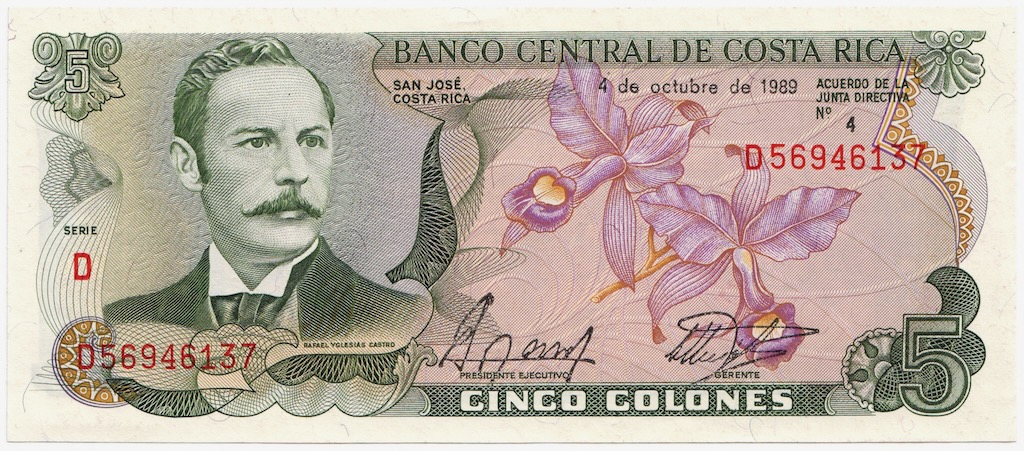 5
BANCO CENTRAL DE COSTA RICA
SAN JOSÉ,
COSTA RICA
4 de octubre de 1989
ACUERDO DE LA
JUNTA DIRECTIVA
Nº 4
D56946137
SERIE
D
D56946137
RAFAEL YGLESIAS CASTRO
PRESIDENTE EJECUTIVO
GERENTE
CINCO COLONES
5